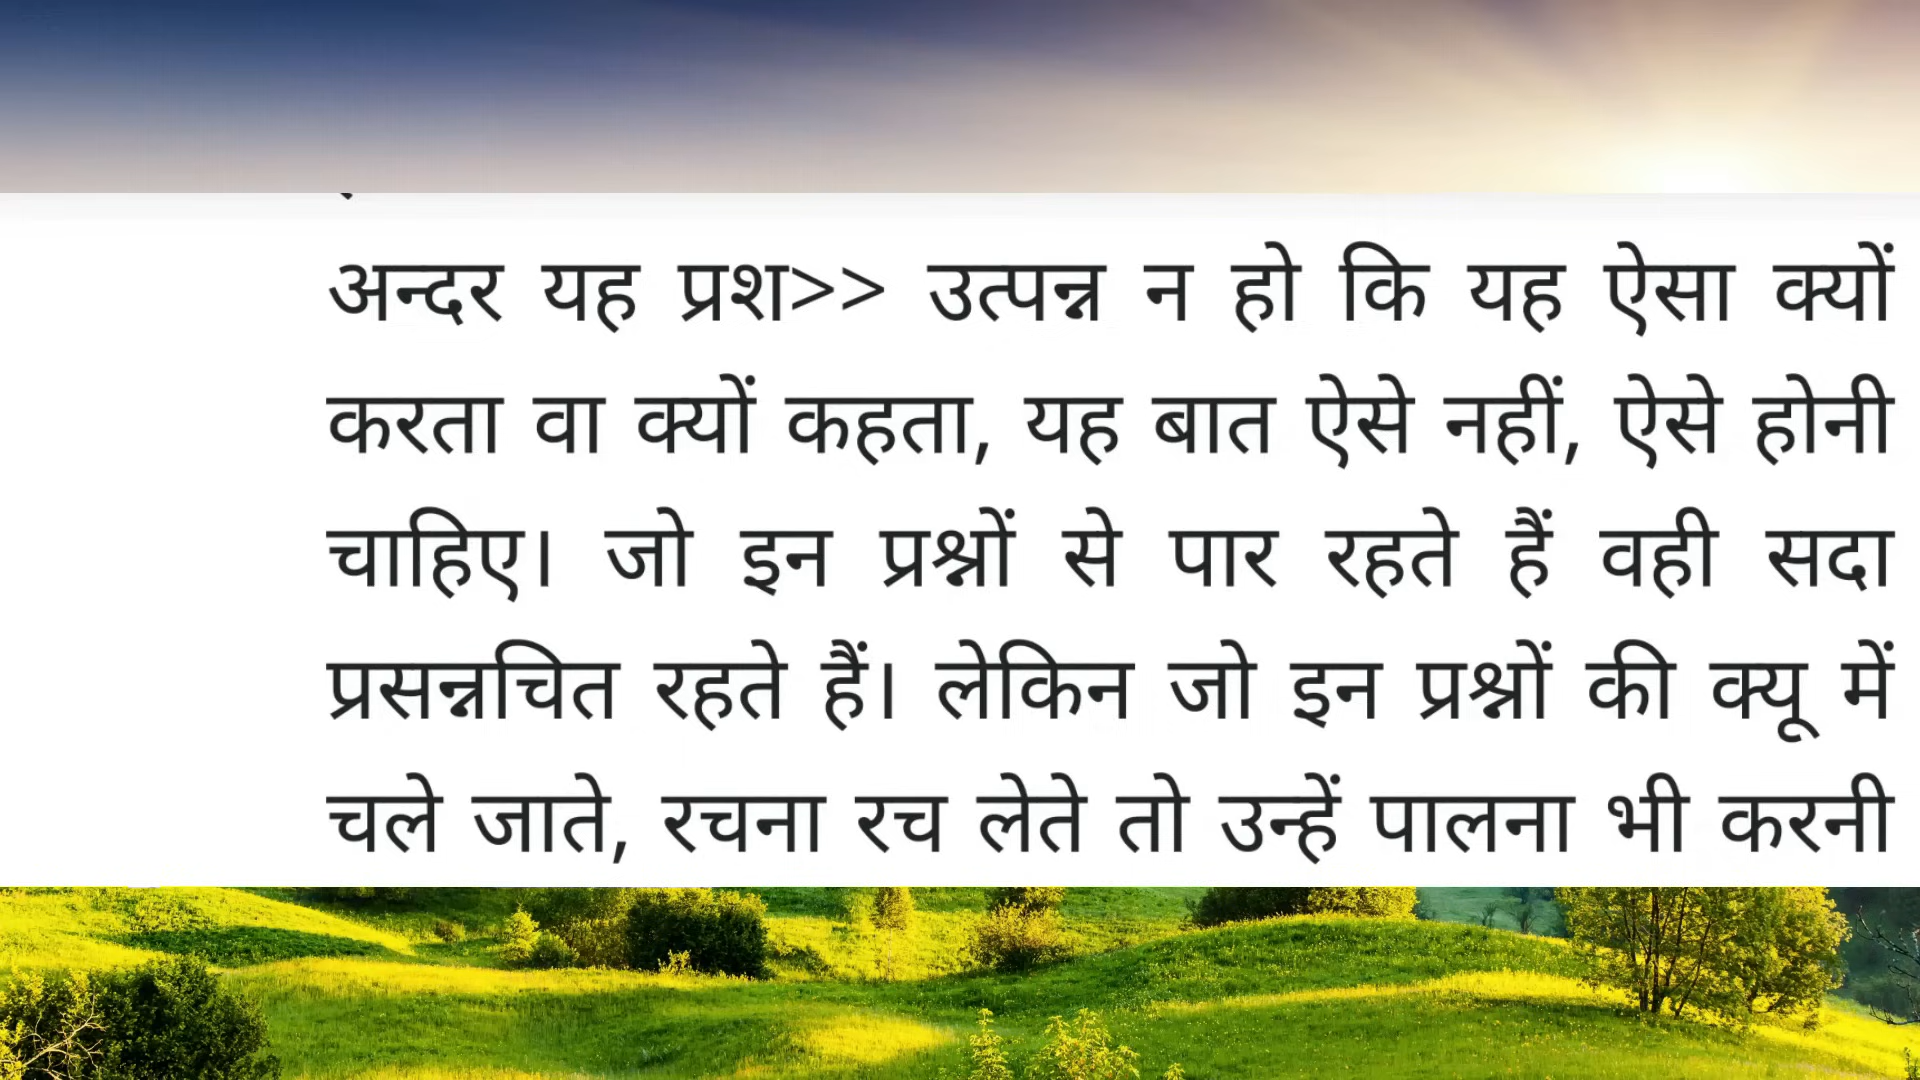 अन्दर यह प्रश>> उत्पन्न न हो कि यह ऐसा क्यों
करता वा क्यों कहता, यह बात ऐसे नहीं, ऐसे होनी
चाहिए। जो इन प्रश्नों से पार रहते हैं वही सदा
प्रसन्नचित रहते हैं। लेकिन जो इन प्रश्नों की क्यू में
चले जाते, रचना रच लेते तो उन्हें पालना भी करनी